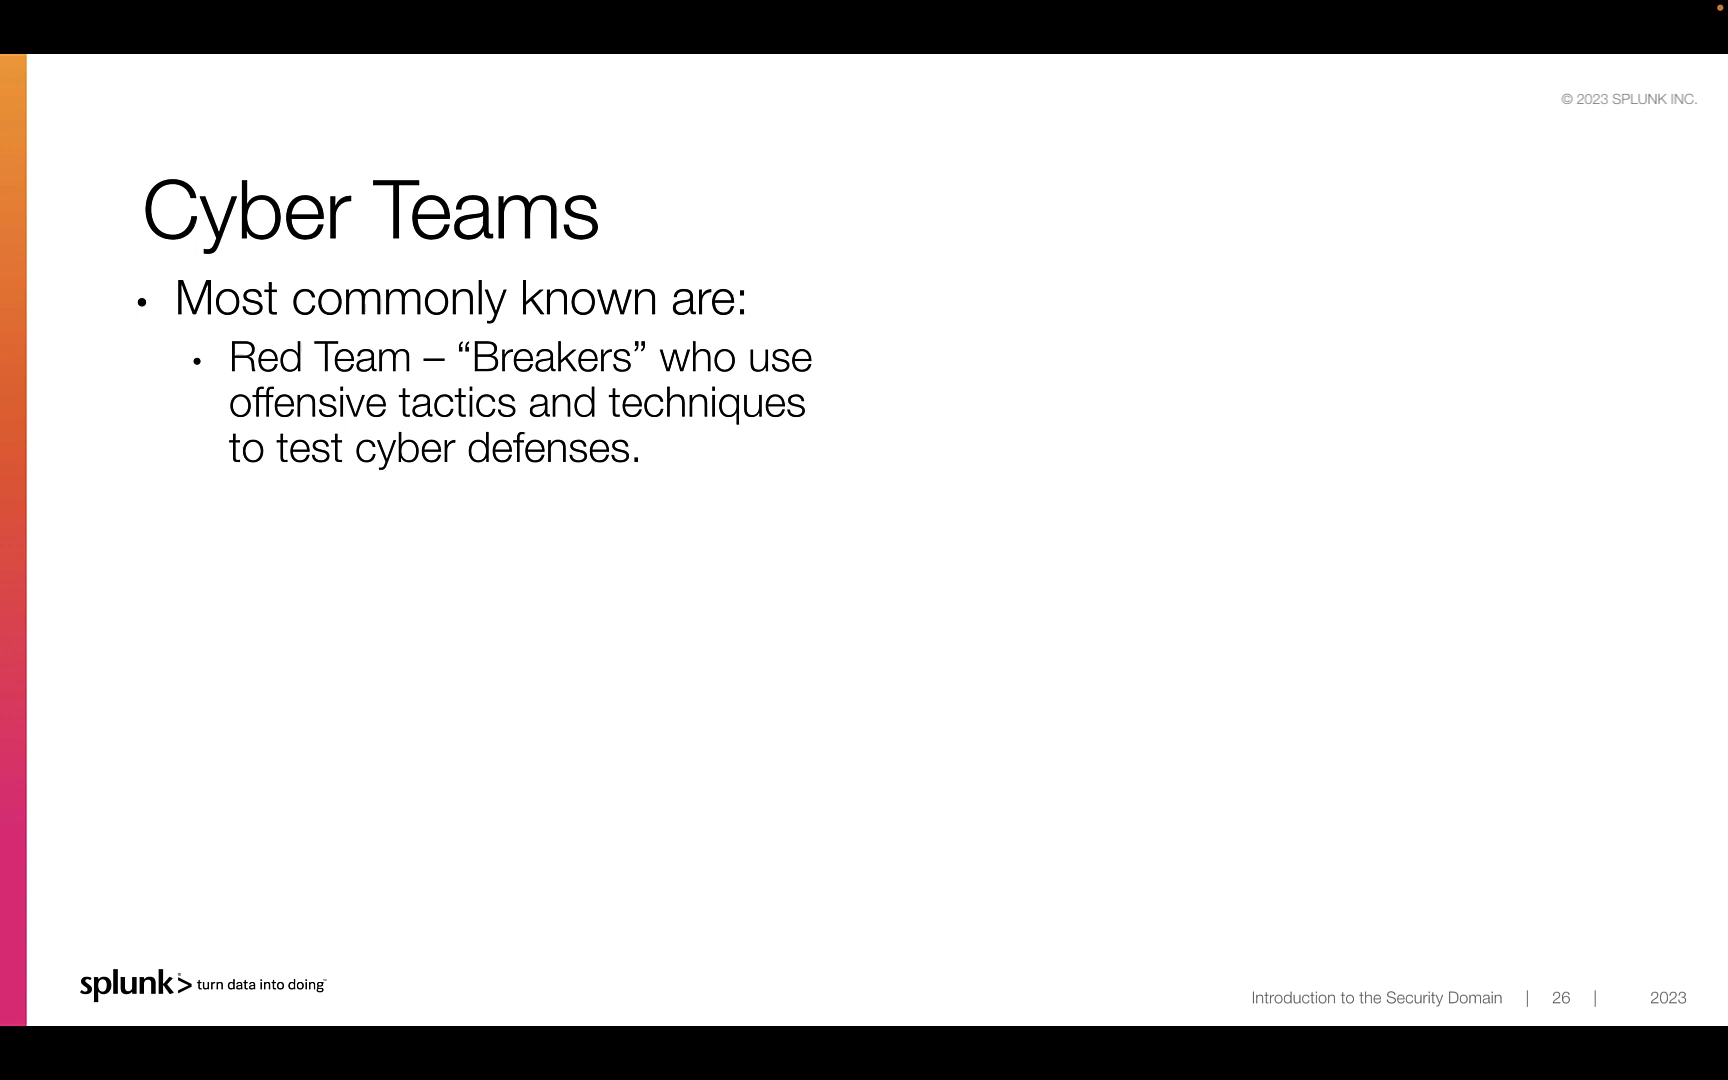 © 2023 SPLUNK INC.
Cyber Teams
• Most commonly known are:
• Red Team – “Breakers” who use
offensive tactics and techniques
to test cyber defenses.
splunk> turn data into doing™
Introduction to the Security Domain | 26 | 2023